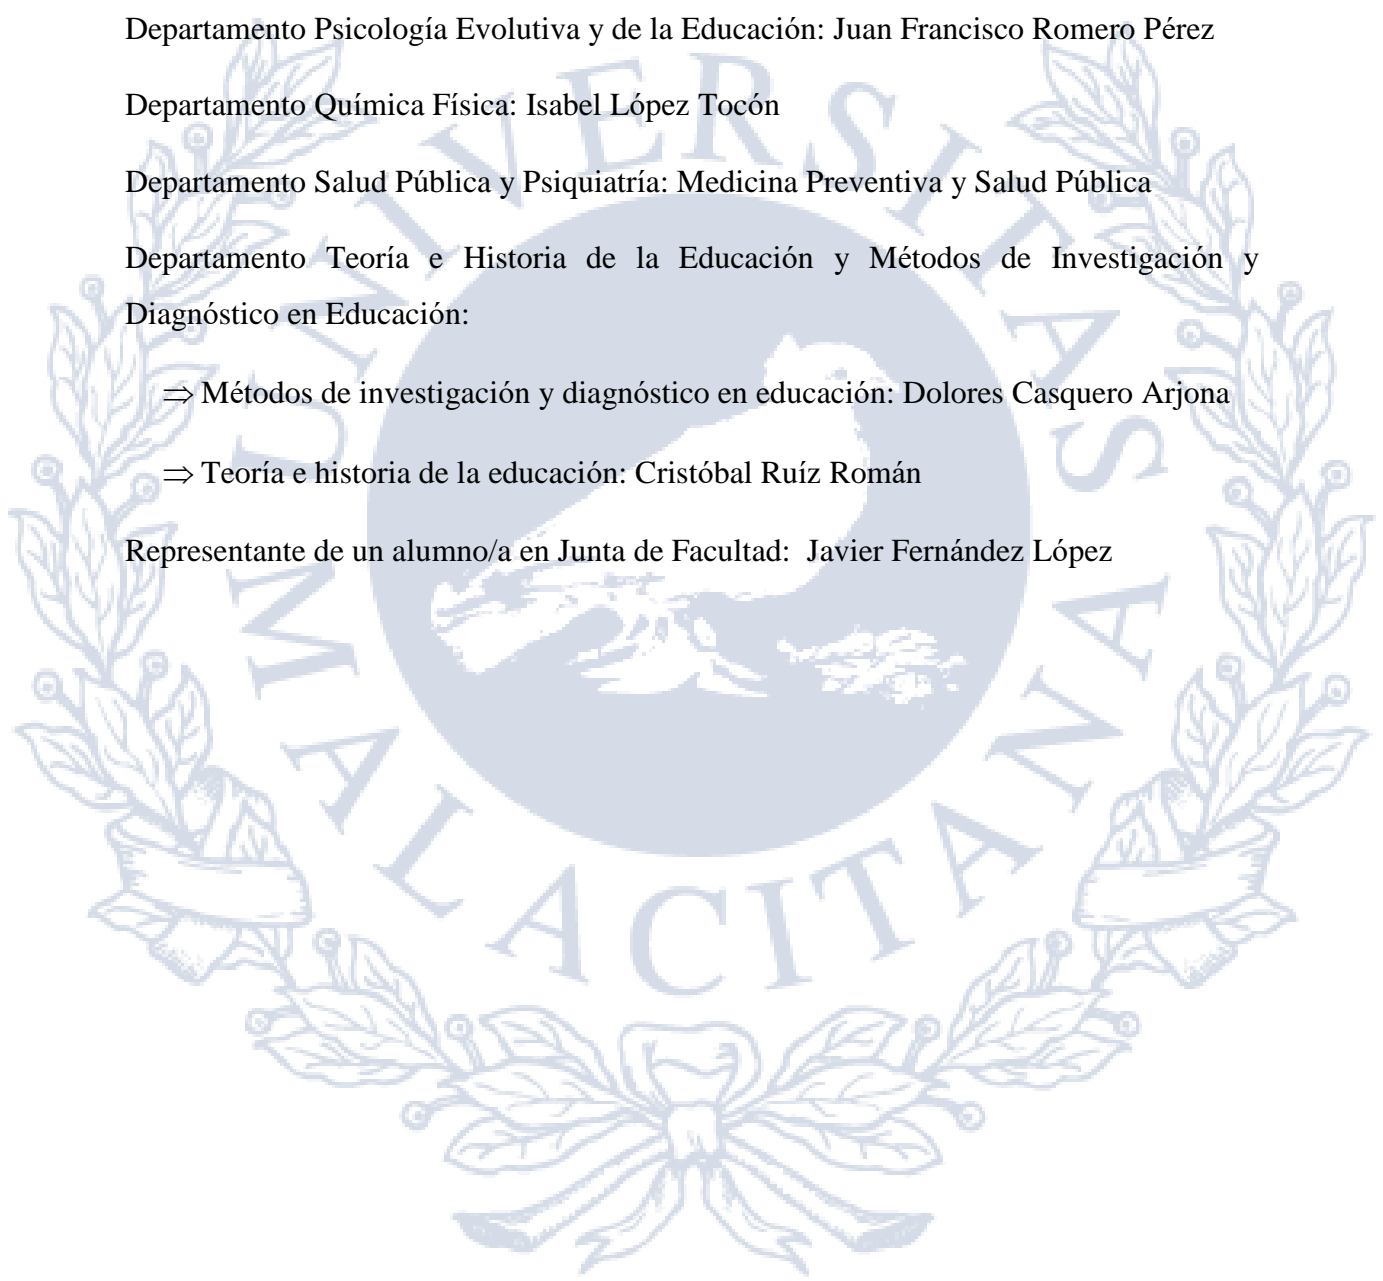 Departamento Psicología Evolutiva y de la Educación: Juan Francisco Romero Pérez
Departamento Química Física: Isabel López Tocón
Departamento Salud Pública y Psiquiatría: Medicina Preventiva y Salud Pública
Departamento Teoría e Historia de la Educación y Métodos de Investigación y
Diagnóstico en Educación:
⇒ Métodos de investigación y diagnóstico en educación: Dolores Casquero Arjona
⇒ Teoría e historia de la educación: Cristóbal Ruíz Román
Representante de un alumno/a en Junta de Facultad:  Javier Fernández López
UNIVERSITAS
MALACITANA